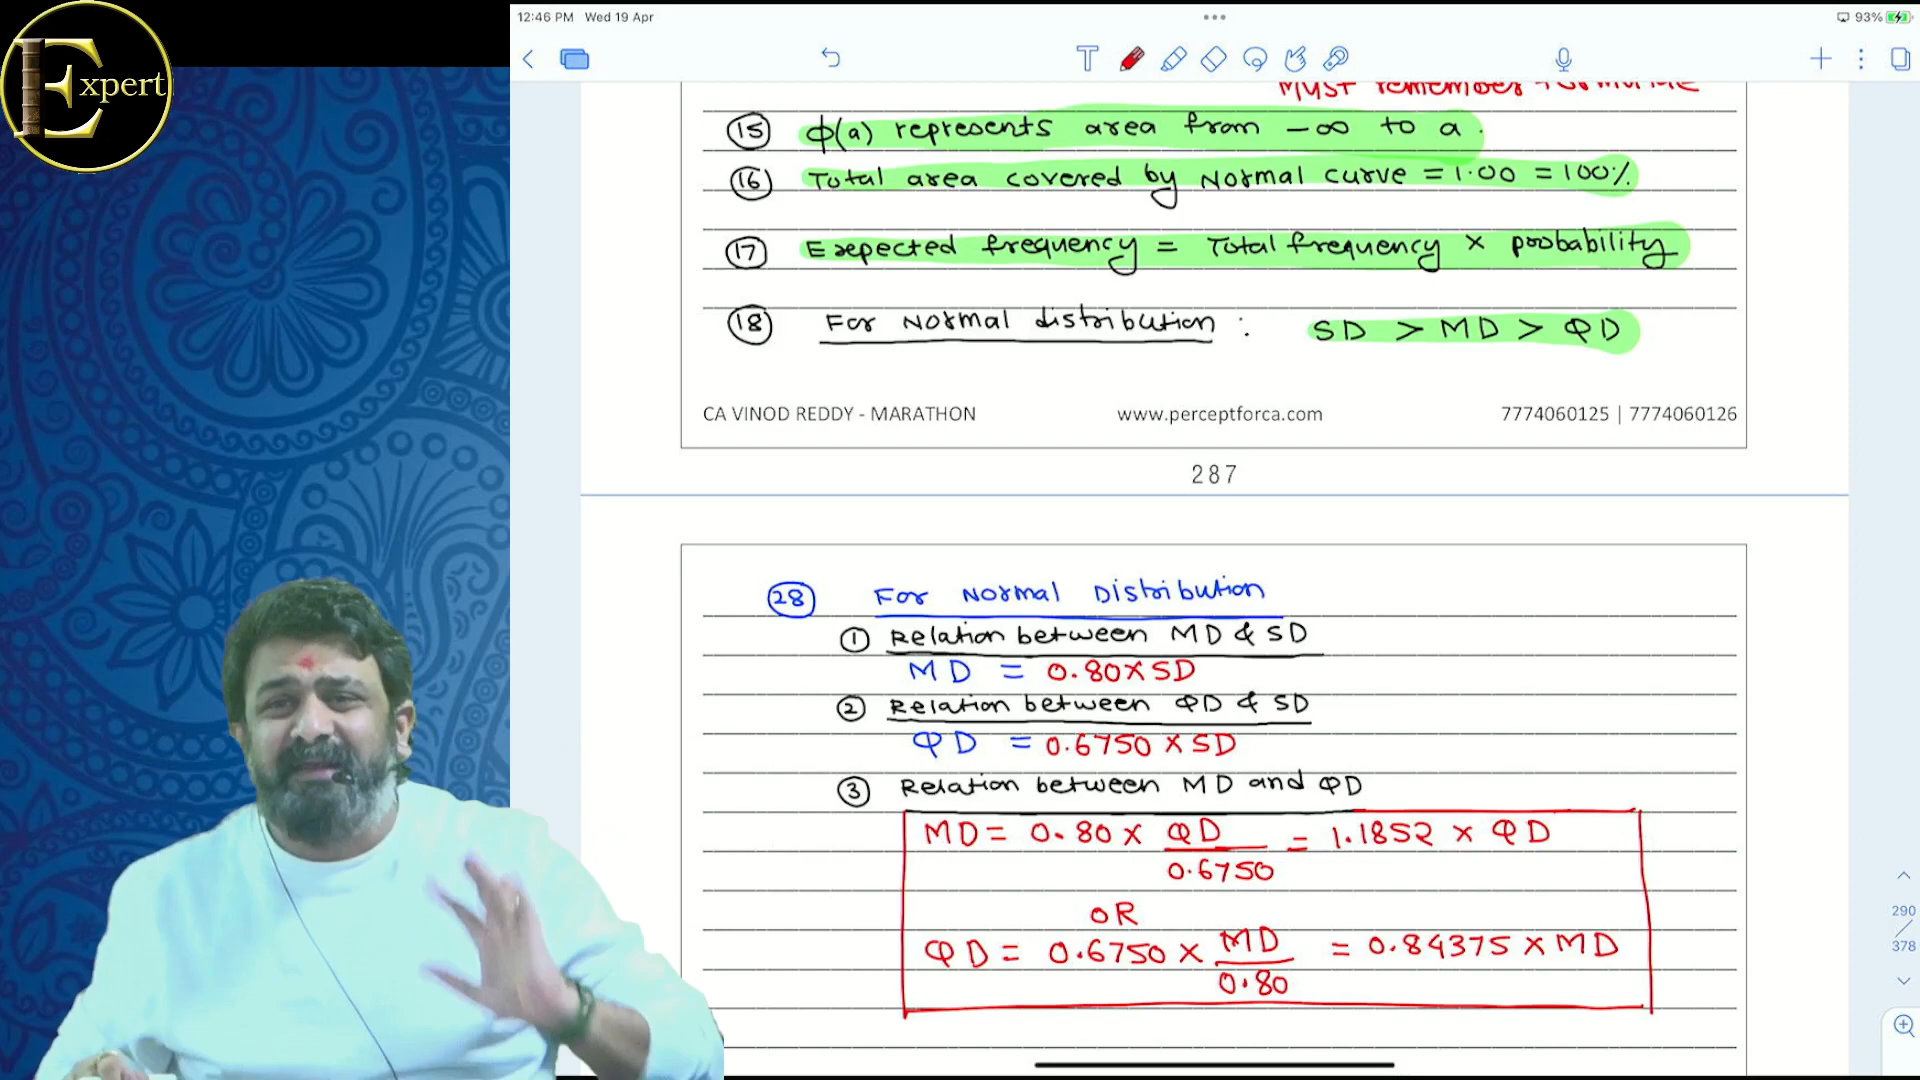 Expert
12:46 PM Wed 19 Apr
93%
Must remember formulae
(15) ϕ(a) represents area from -∞ to a.
(16) Total area covered by Normal curve = 1.00 = 100%
(17) Expected frequency = Total frequency × probability
(18) For Normal distribution : SD > MD > QD
CA VINOD REDDY - MARATHON www.perceptforca.com 7774060125 | 7774060126
287
(28) For Normal Distribution
(1) Relation between MD & SD
MD = 0.80 × SD
(2) Relation between QD & SD
QD = 0.6750 × SD
(3) Relation between MD and QD
MD = 0.80 × QD/0.6750 = 1.1852 × QD
OR
QD = 0.6750 × MD/0.80 = 0.84375 × MD
290
378